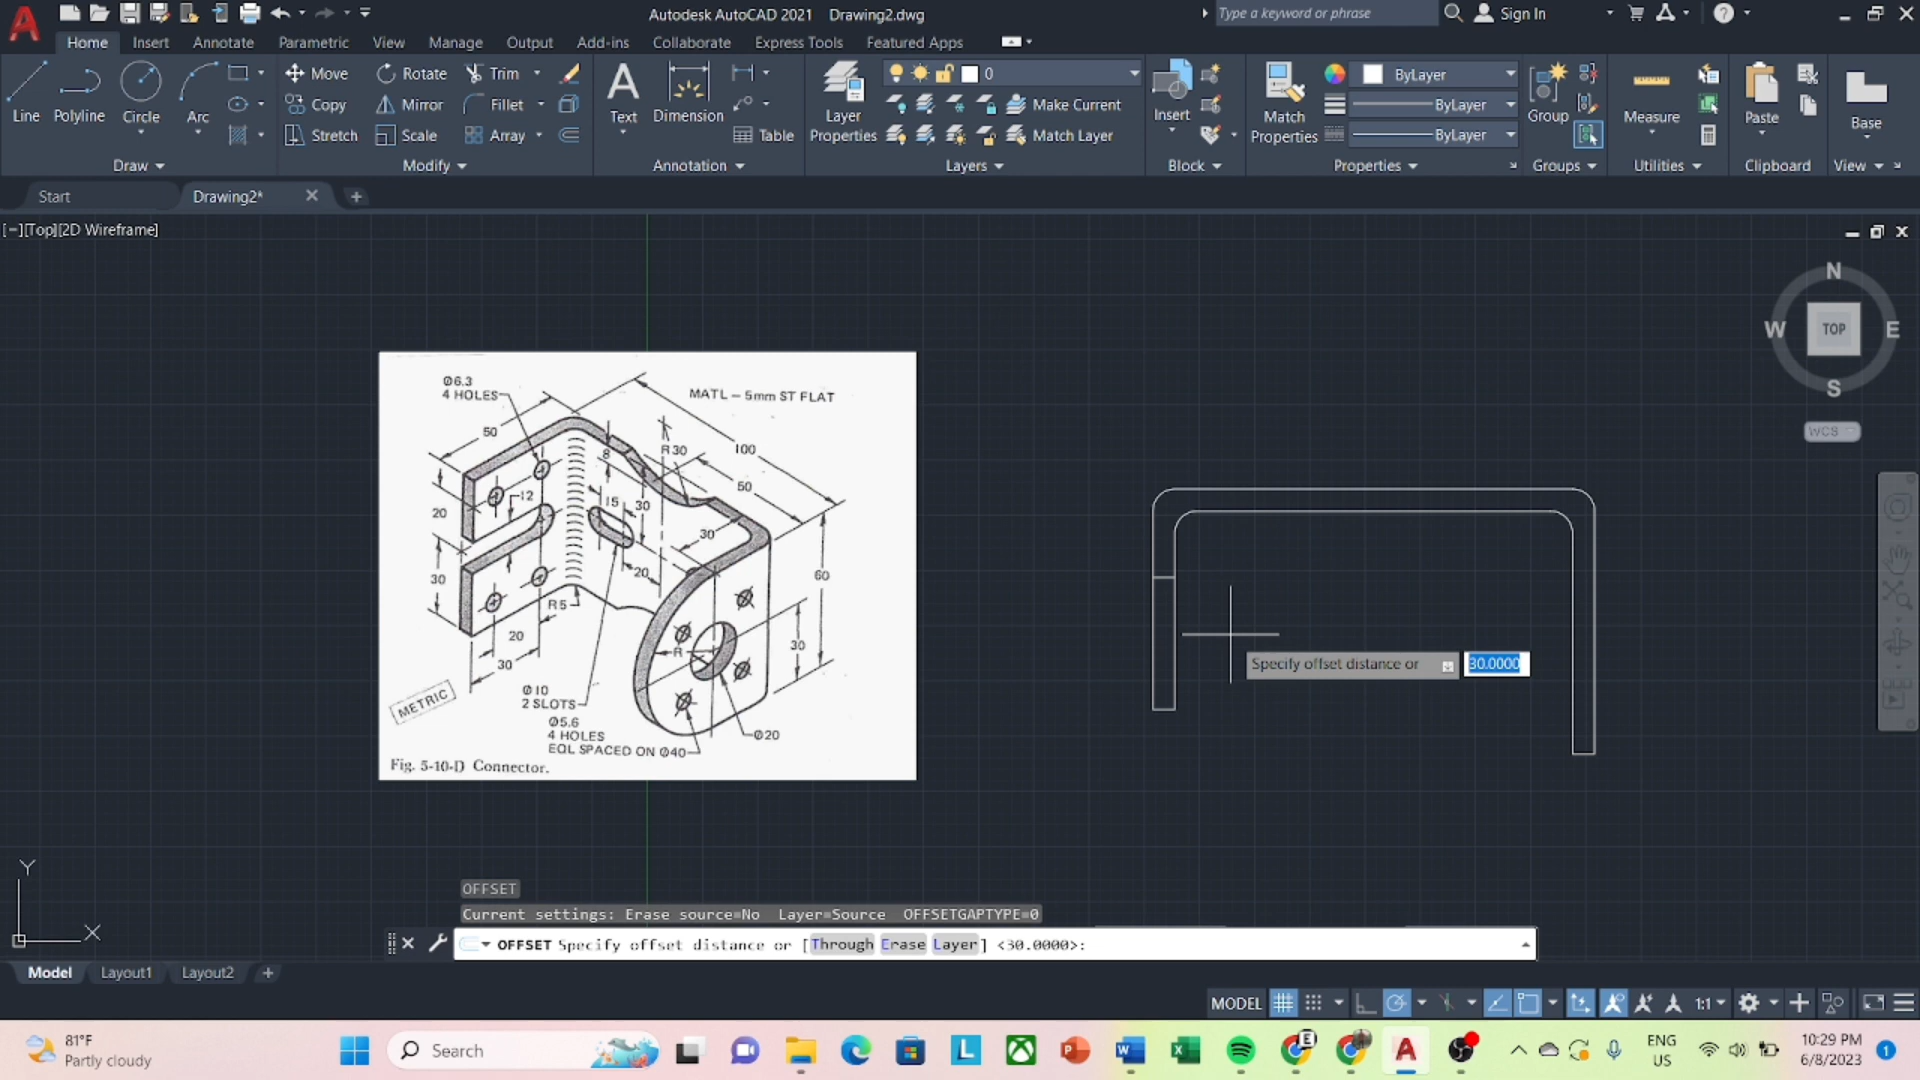 Autodesk AutoCAD 2021 Drawing2.dwg
Type a keyword or phrase
Sign In
Home Insert Annotate Parametric View Manage Output Add-ins Collaborate Express Tools Featured Apps
Line
Polyline
Circle
Arc
Draw
Move
Rotate
Trim
Copy
Mirror
Fillet
Stretch
Scale
Array
Modify
Text
Dimension
Table
Annotation
Layer Properties
0
Make Current
Match Layer
Layers
Insert
Block
Match Properties
ByLayer
ByLayer
ByLayer
Properties
Group
Groups
Measure
Utilities
Paste
Clipboard
Base
View
Start
Drawing2*
[−][Top][2D Wireframe]
N
W
TOP
E
S
WCS
Ø6.3
4 HOLES
MATL – 5mm ST FLAT
50
8
R30
100
50
12
15
30
20
30
20
60
30
R5
20
30
R
30
METRIC
Ø10
2 SLOTS
Ø5.6
4 HOLES
EQL SPACED ON Ø40
Ø20
Fig. 5-10-D Connector.
Specify offset distance or
30.0000
Y
X
OFFSET
Current settings: Erase source=No Layer=Source OFFSETGAPTYPE=0
OFFSET Specify offset distance or [Through Erase Layer] <30.0000>:
Model Layout1 Layout2
MODEL
1:1
81°F
Partly cloudy
Search
ENG
US
10:29 PM
6/8/2023
1